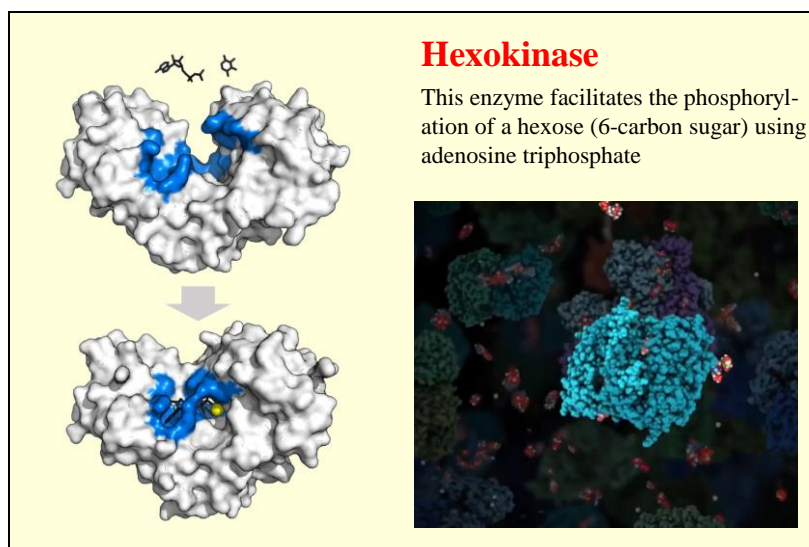 Hexokinase
This enzyme facilitates the phosphoryl-
ation of a hexose (6-carbon sugar) using
adenosine triphosphate